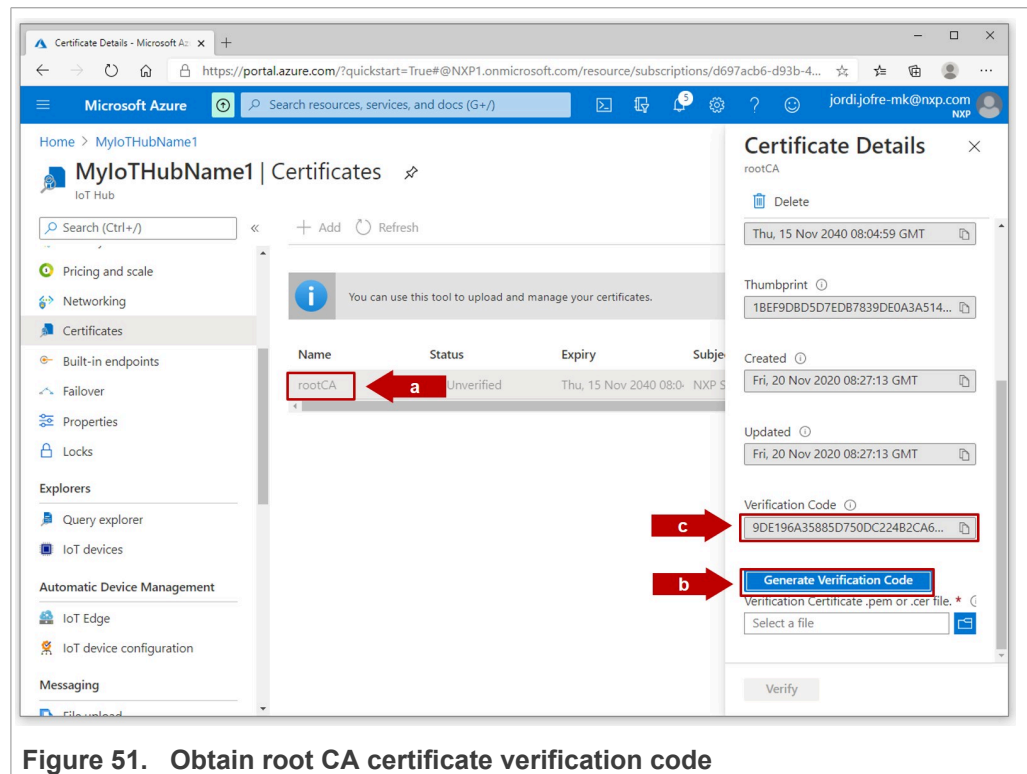 Certificate Details - Microsoft Az
https://portal.azure.com/?quickstart=True#@NXP1.onmicrosoft.com/resource/subscriptions/d697acb6-d93b-4...
Microsoft Azure
Search resources, services, and docs (G+/)
5
jordi.jofre-mk@nxp.com
NXP
Home > MyIoTHubName1
MyIoTHubName1 | Certificates
IoT Hub
Search (Ctrl+/)
«
Pricing and scale
Networking
Certificates
Built-in endpoints
Failover
Properties
Locks
Explorers
Query explorer
IoT devices
Automatic Device Management
IoT Edge
IoT device configuration
Messaging
File upload
+ Add
Refresh
You can use this tool to upload and manage your certificates.
Name Status Expiry Subje
rootCA a Unverified Thu, 15 Nov 2040 08:0 NXP S
Certificate Details
rootCA
Delete
Thu, 15 Nov 2040 08:04:59 GMT
Thumbprint
1BEF9DBD5D7EDB7839DE0A3A514...
Created
Fri, 20 Nov 2020 08:27:13 GMT
Updated
Fri, 20 Nov 2020 08:27:13 GMT
Verification Code
c 9DE196A35885D750DC224B2CA6...
b Generate Verification Code
Verification Certificate .pem or .cer file. *
Select a file
Verify
Figure 51. Obtain root CA certificate verification code